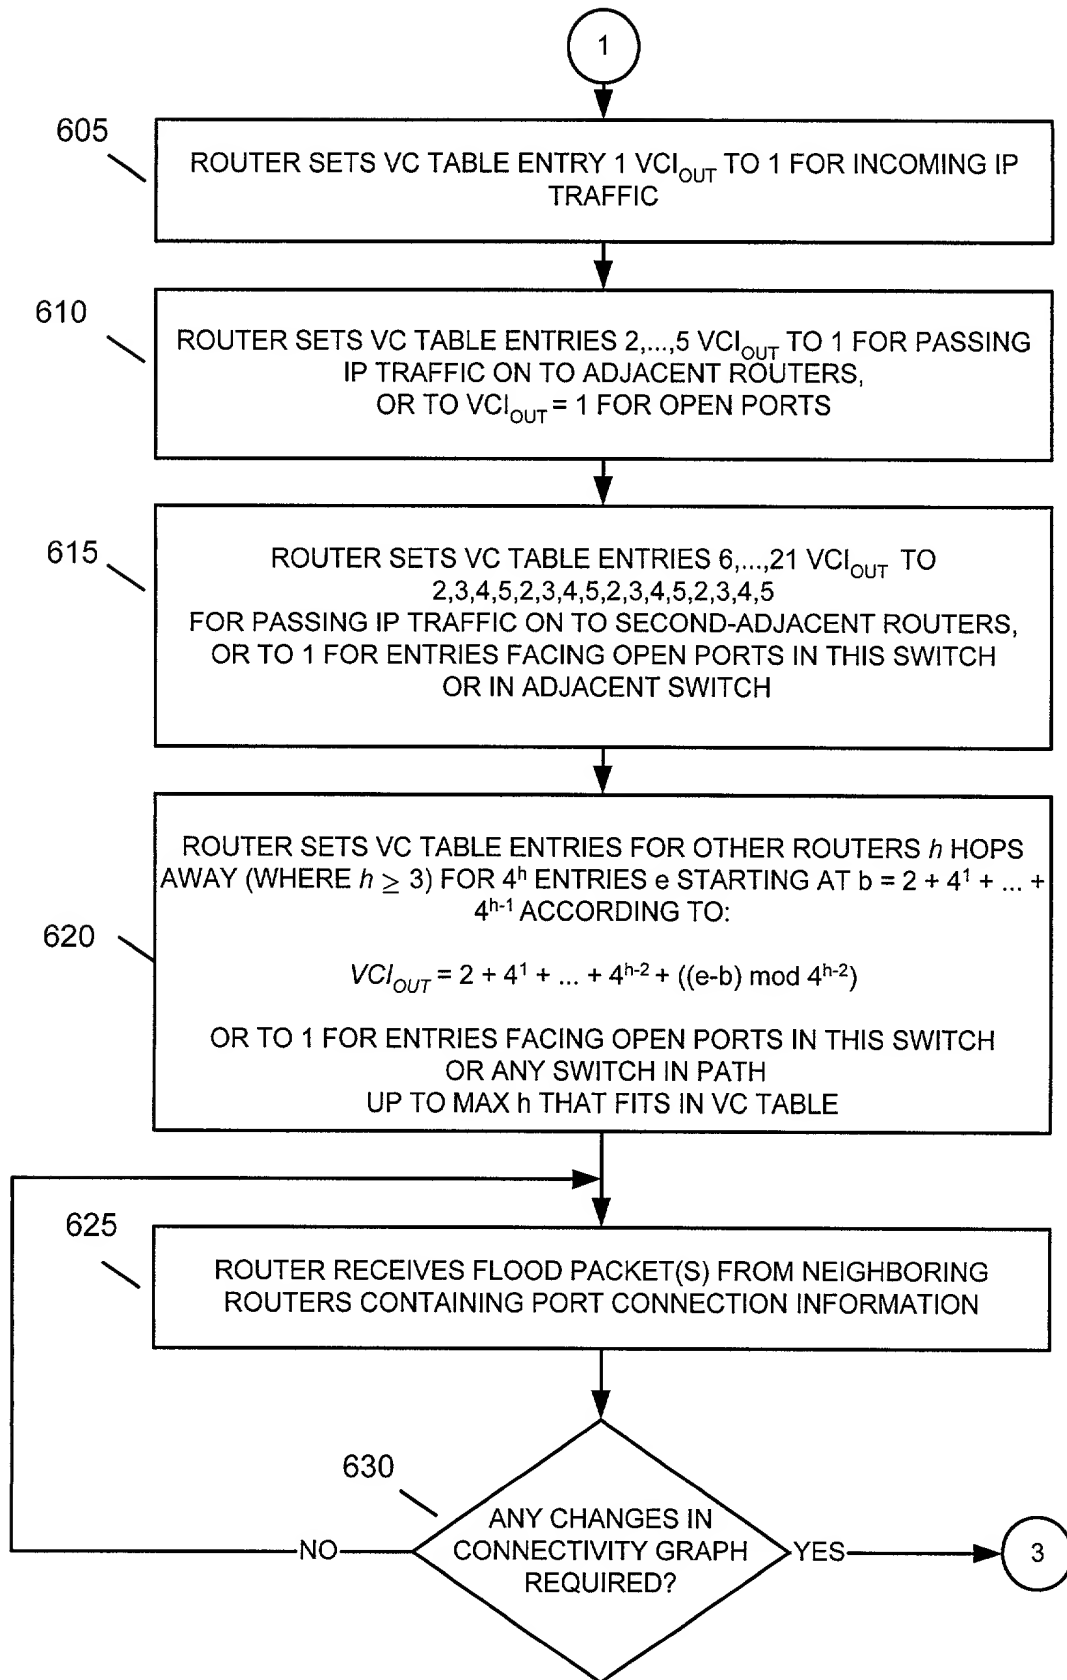 1
605
ROUTER SETS VC TABLE ENTRY 1 VCI_OUT TO 1 FOR INCOMING IP
TRAFFIC
610
ROUTER SETS VC TABLE ENTRIES 2,...,5 VCI_OUT TO 1 FOR PASSING
IP TRAFFIC ON TO ADJACENT ROUTERS,
OR TO VCI_OUT = 1 FOR OPEN PORTS
615
ROUTER SETS VC TABLE ENTRIES 6,...,21 VCI_OUT TO
2,3,4,5,2,3,4,5,2,3,4,5,2,3,4,5
FOR PASSING IP TRAFFIC ON TO SECOND-ADJACENT ROUTERS,
OR TO 1 FOR ENTRIES FACING OPEN PORTS IN THIS SWITCH
OR IN ADJACENT SWITCH
620
ROUTER SETS VC TABLE ENTRIES FOR OTHER ROUTERS h HOPS
AWAY (WHERE h ≥ 3) FOR 4^h ENTRIES e STARTING AT b = 2 + 4^1 + ... +
4^(h-1) ACCORDING TO:
VCI_OUT = 2 + 4^1 + ... + 4^(h-2) + ((e-b) mod 4^(h-2))
OR TO 1 FOR ENTRIES FACING OPEN PORTS IN THIS SWITCH
OR ANY SWITCH IN PATH
UP TO MAX h THAT FITS IN VC TABLE
625
ROUTER RECEIVES FLOOD PACKET(S) FROM NEIGHBORING
ROUTERS CONTAINING PORT CONNECTION INFORMATION
630
ANY CHANGES IN
CONNECTIVITY GRAPH
REQUIRED?
NO
YES
3